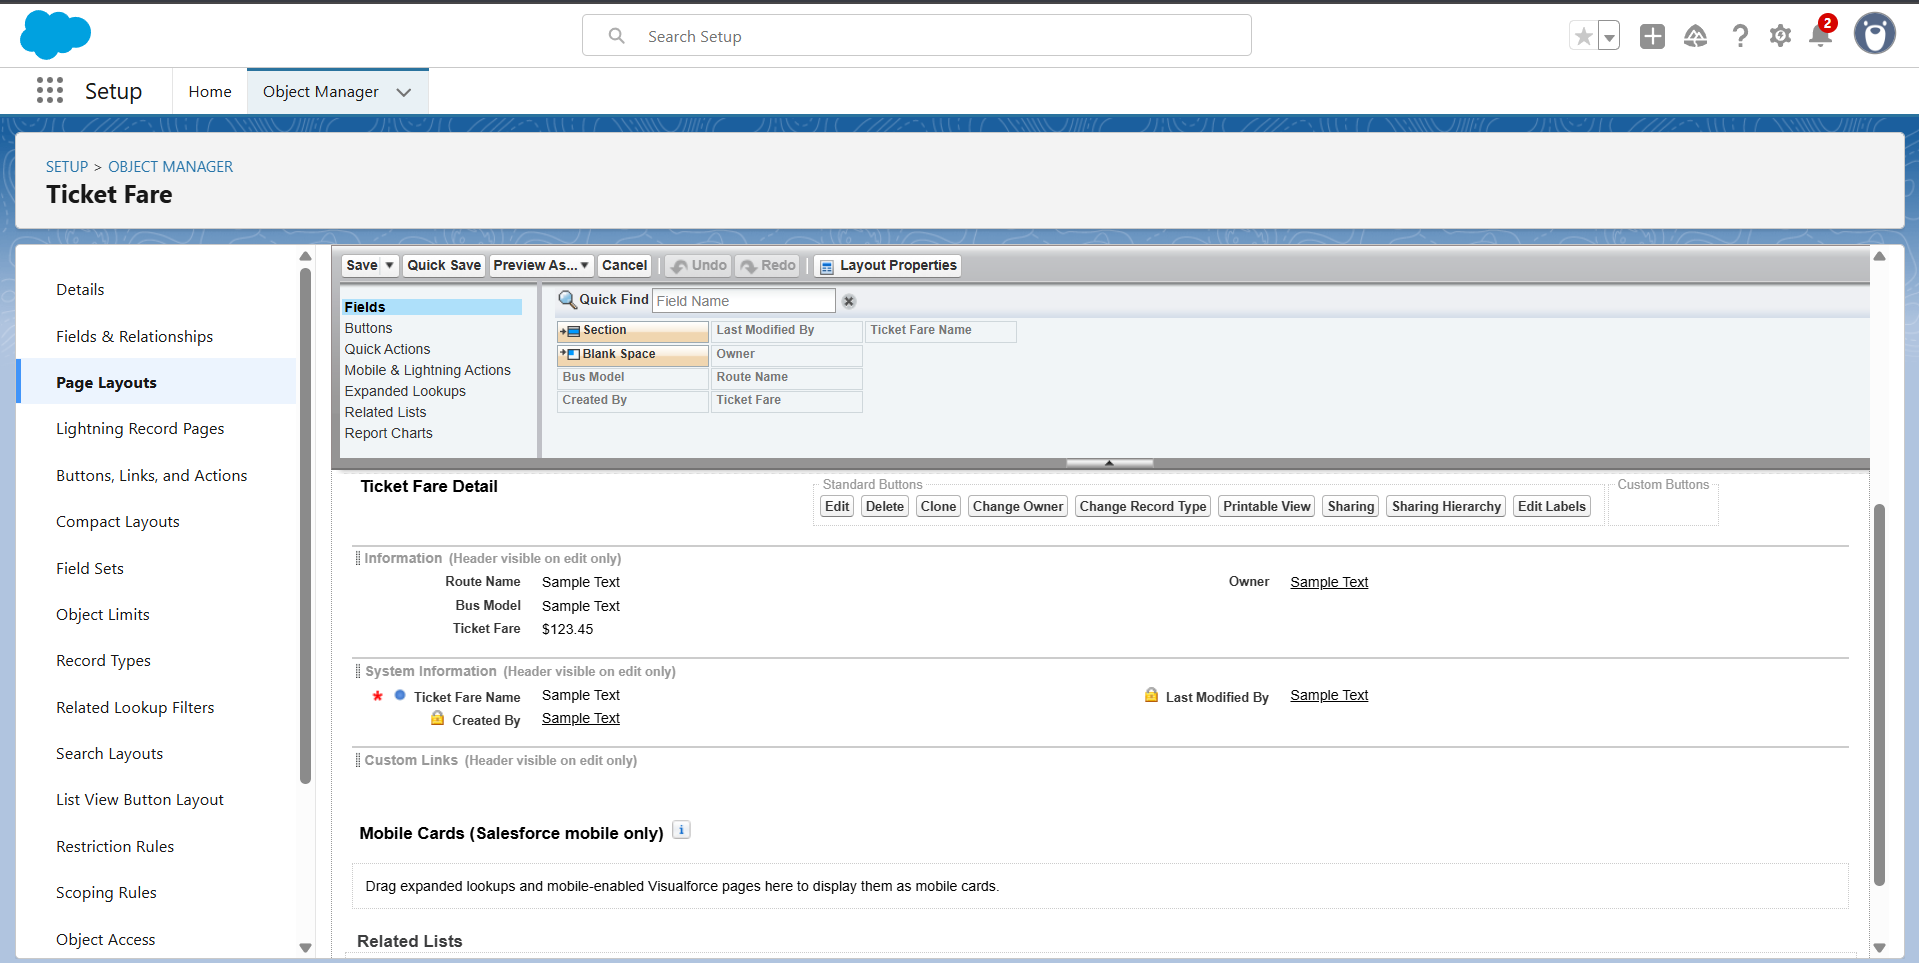 Search Setup
2
Setup
Home
Object Manager
SETUP > OBJECT MANAGER
Ticket Fare
Details
Fields & Relationships
Page Layouts
Lightning Record Pages
Buttons, Links, and Actions
Compact Layouts
Field Sets
Object Limits
Record Types
Related Lookup Filters
Search Layouts
List View Button Layout
Restriction Rules
Scoping Rules
Object Access
Save Quick Save Preview As... Cancel Undo Redo Layout Properties
Fields
Buttons
Quick Actions
Mobile & Lightning Actions
Expanded Lookups
Related Lists
Report Charts
Quick Find Field Name
Section Last Modified By Ticket Fare Name
Blank Space Owner
Bus Model Route Name
Created By Ticket Fare
Ticket Fare Detail
Standard Buttons
Edit Delete Clone Change Owner Change Record Type Printable View Sharing Sharing Hierarchy Edit Labels
Custom Buttons
Information (Header visible on edit only)
Route Name Sample Text Owner Sample Text
Bus Model Sample Text
Ticket Fare $123.45
System Information (Header visible on edit only)
* Ticket Fare Name Sample Text Last Modified By Sample Text
Created By Sample Text
Custom Links (Header visible on edit only)
Mobile Cards (Salesforce mobile only) i
Drag expanded lookups and mobile-enabled Visualforce pages here to display them as mobile cards.
Related Lists